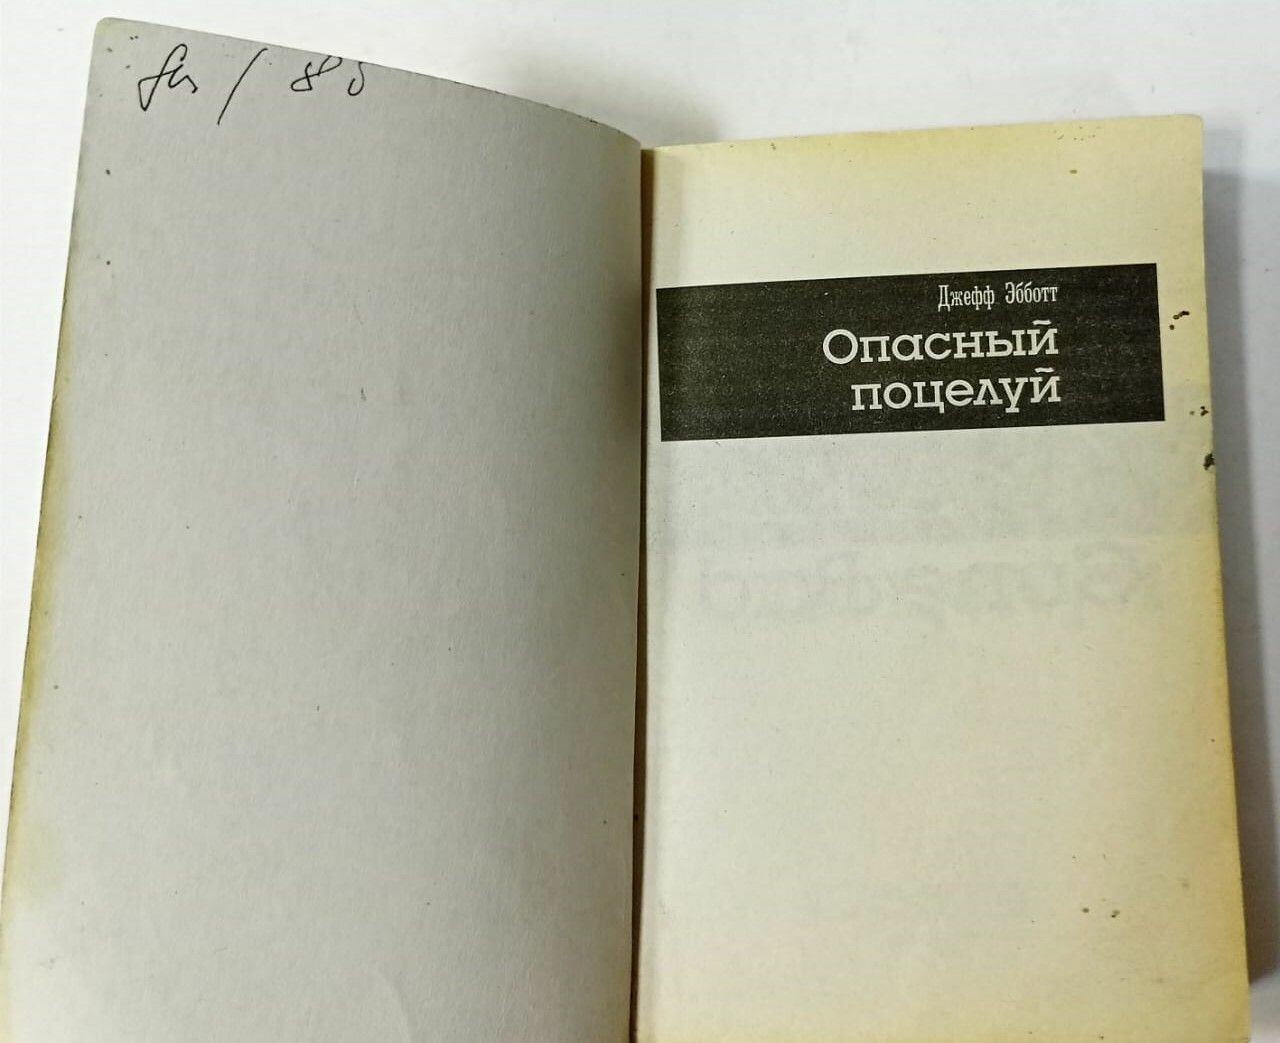 Джефф Эбботт
Опасный
поцелуй